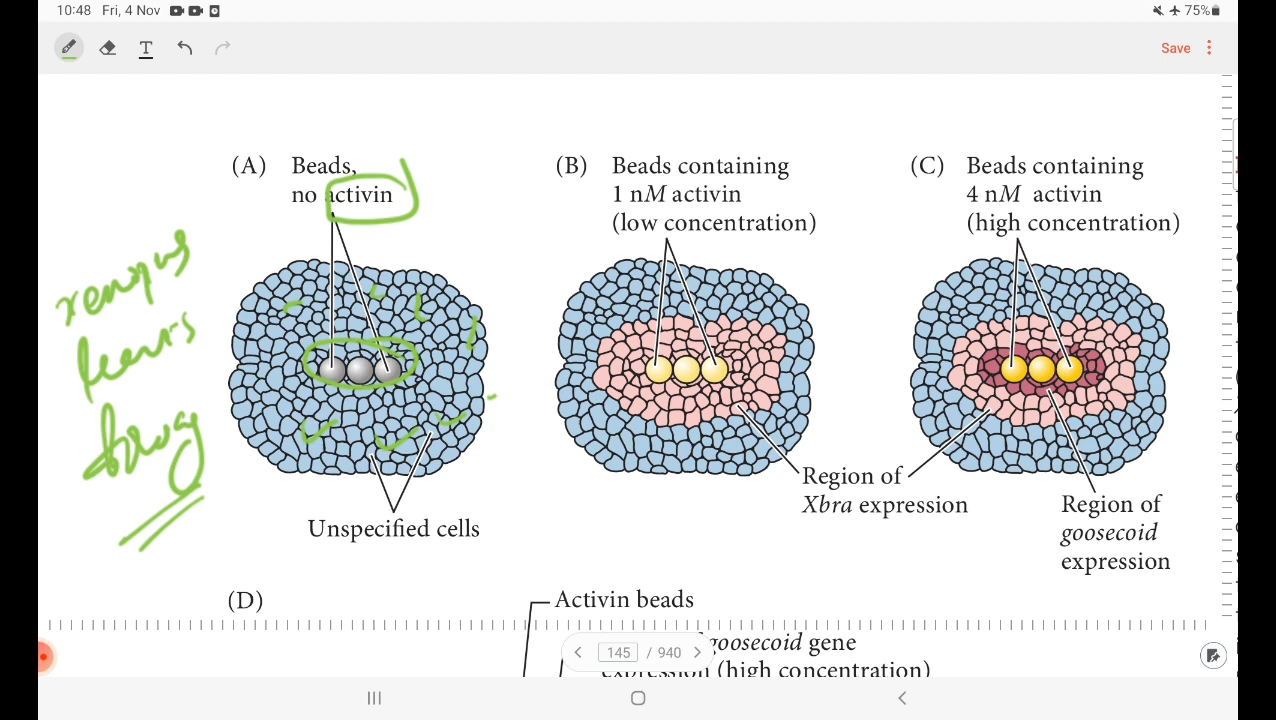 10:48 Fri, 4 Nov
75%
T
Save
(A) Beads,
no activin
(B) Beads containing
1 nM activin
(low concentration)
(C) Beads containing
4 nM activin
(high concentration)
Unspecified cells
Region of
Xbra expression
Region of
goosecoid
expression
(D)
Activin beads
goosecoid gene
expression (high concentration)
145 / 940